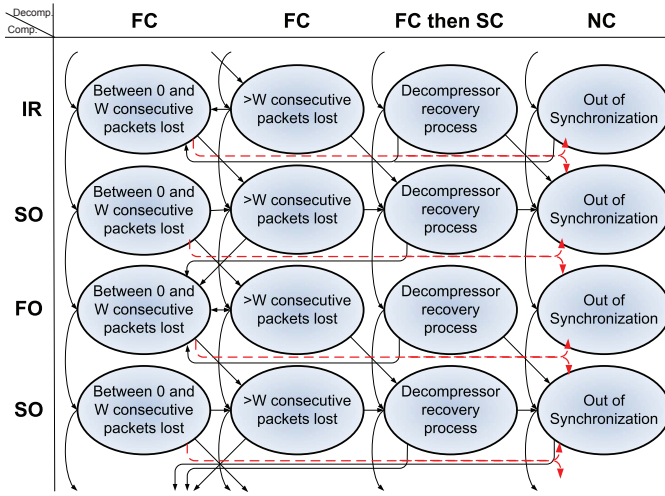 Decomp.
Comp.
FC
FC
FC then SC
NC
IR
Between 0 and
W consecutive
packets lost
>W consecutive
packets lost
Decompressor
recovery
process
Out of
Synchronization
SO
Between 0 and
W consecutive
packets lost
>W consecutive
packets lost
Decompressor
recovery
process
Out of
Synchronization
FO
Between 0 and
W consecutive
packets lost
>W consecutive
packets lost
Decompressor
recovery
process
Out of
Synchronization
SO
Between 0 and
W consecutive
packets lost
>W consecutive
packets lost
Decompressor
recovery
process
Out of
Synchronization